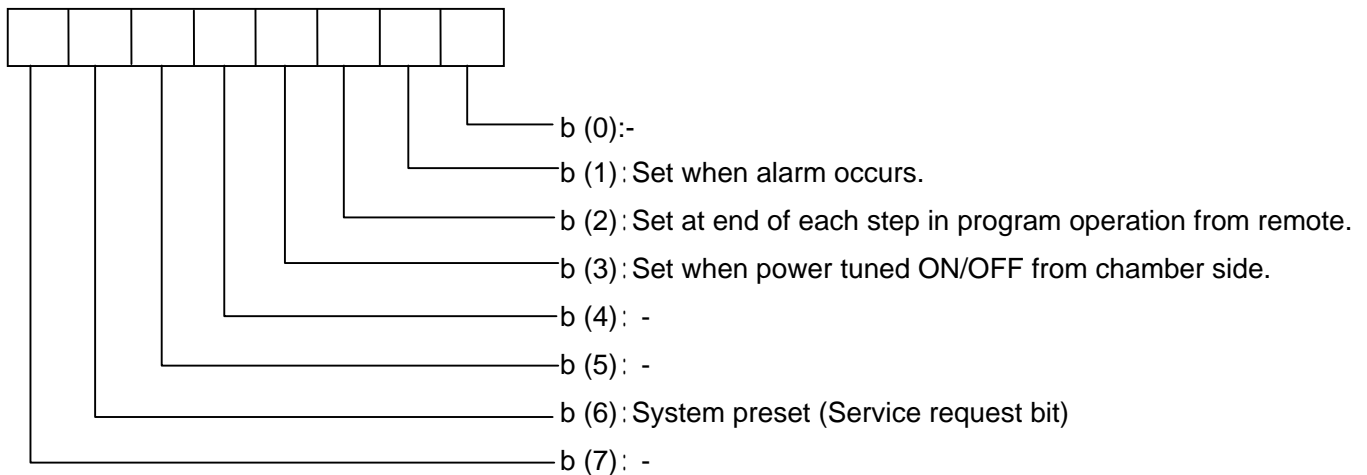 b (0):-
b (1) : Set when alarm occurs.
b (2) : Set at end of each step in program operation from remote.
b (3) : Set when power tuned ON/OFF from chamber side.
b (4) : -
b (5) : -
b (6) : System preset (Service request bit)
b (7) : -